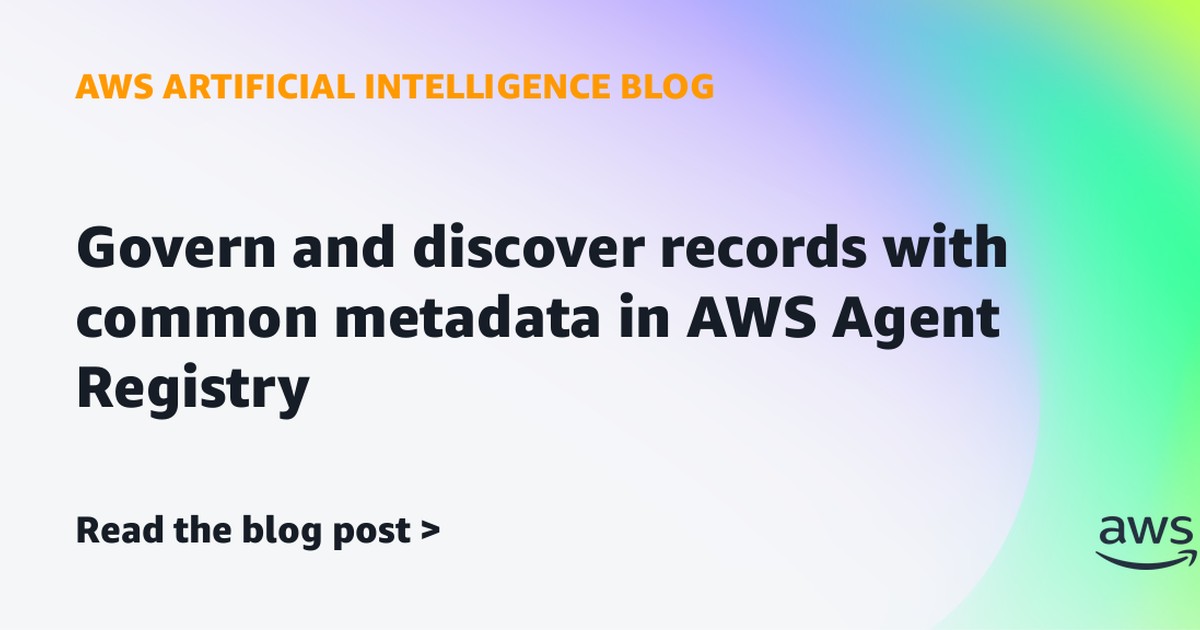 AWS ARTIFICIAL INTELLIGENCE BLOG
Govern and discover records with
common metadata in AWS Agent
Registry
Read the blog post >
aws